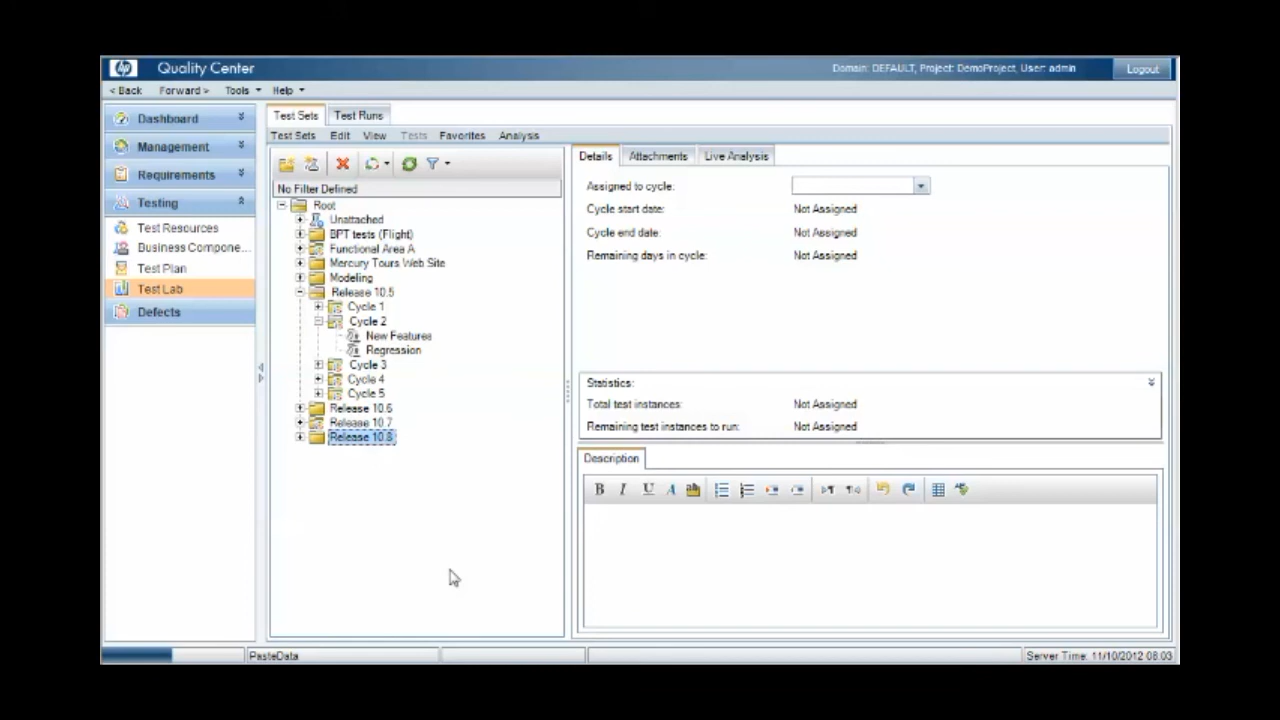 hp Quality Center
Domain: DEFAULT, Project: DemoProject, User: admin
Logout
< Back Forward > Tools Help
Dashboard
Management
Requirements
Testing
Test Resources
Business Compone...
Test Plan
Test Lab
Defects
Test Sets Test Runs
Test Sets Edit View Tests Favorites Analysis
No Filter Defined
Root
Unattached
BPT tests (Flight)
Functional Area A
Mercury Tours Web Site
Modeling
Release 10.5
Cycle 1
Cycle 2
New Features
Regression
Cycle 3
Cycle 4
Cycle 5
Release 10.6
Release 10.7
Release 10.8
Details Attachments Live Analysis
Assigned to cycle:
Cycle start date: Not Assigned
Cycle end date: Not Assigned
Remaining days in cycle: Not Assigned
Statistics:
Total test instances: Not Assigned
Remaining test instances to run: Not Assigned
Description
B I U A ab
PasteData
Server Time: 11/10/2012 08:03